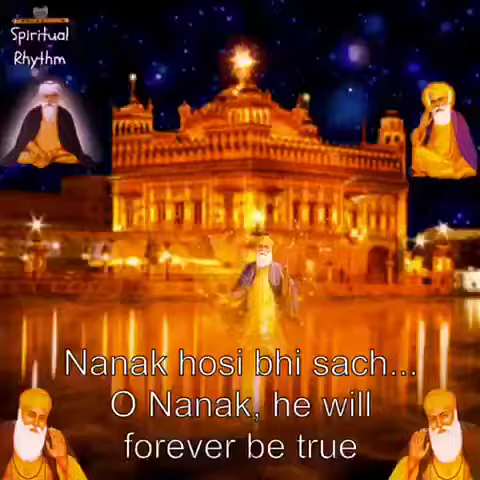 Spiritual
Rhythm
Nanak hosi bhi sach...
O Nanak, he will
forever be true